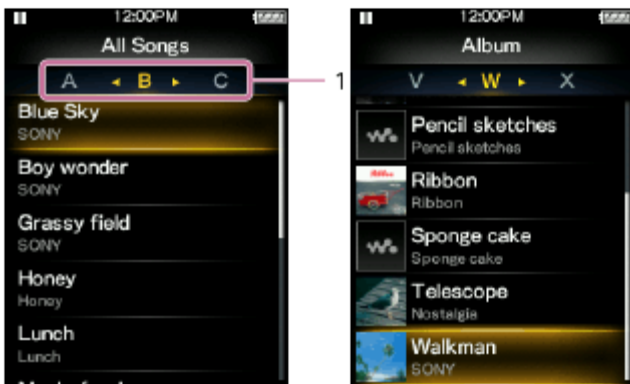 12:00PM
All Songs
A B C
Blue Sky
SONY
Boy wonder
SONY
Grassy field
SONY
Honey
Honey
Lunch
Lunch
1
12:00PM
Album
V W X
Pencil sketches
Pencil sketches
Ribbon
Ribbon
Sponge cake
Sponge cake
Telescope
Nostalgia
Walkman
SONY